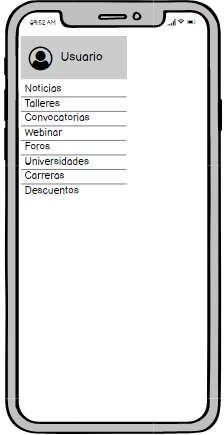 9:52 AM
Usuario
Noticias
Talleres
Convocatorias
Webinar
Foros
Universidades
Carreras
Descuentos